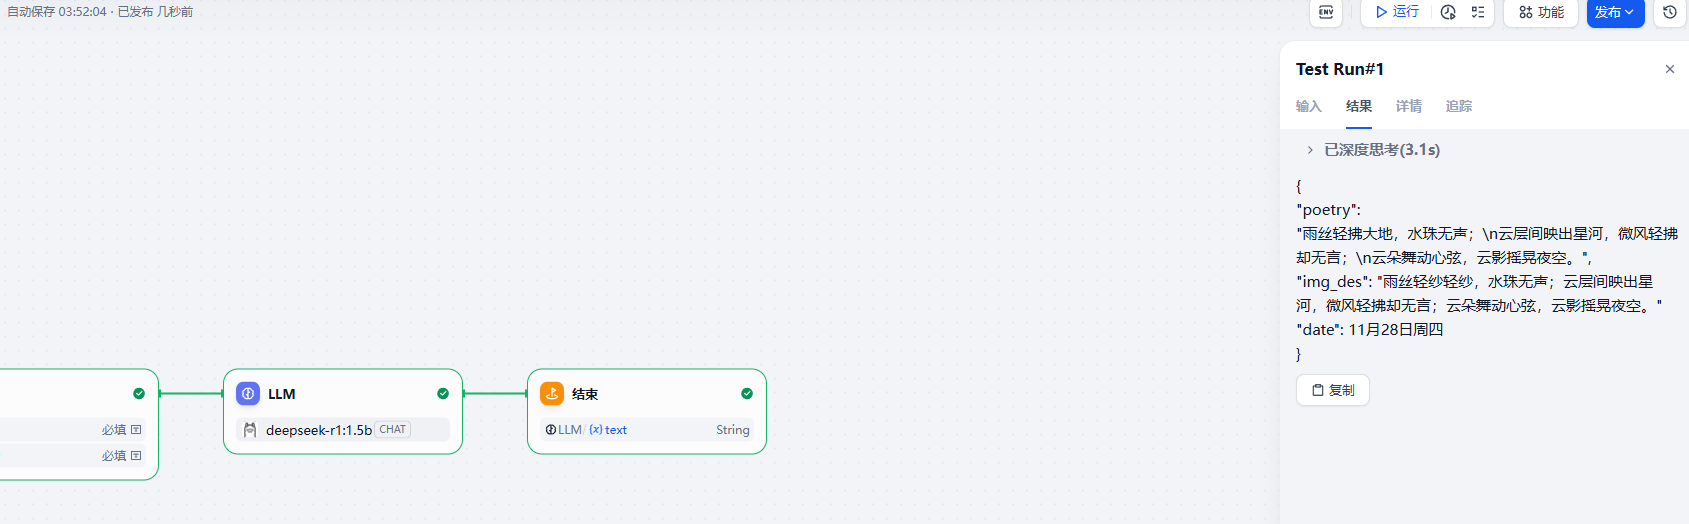 自动保存 03:52:04 · 已发布 几秒前
ENV
运行
功能
发布
Test Run#1
输入 结果 详情 追踪
已深度思考(3.1s)
{
"poetry":
"雨丝轻拂大地，水珠无声；\n云层间映出星河，微风轻拂
却无言；\n云朵舞动心弦，云影摇晃夜空。",
"img_des": "雨丝轻纱轻纱，水珠无声；云层间映出星
河，微风轻拂却无言；云朵舞动心弦，云影摇晃夜空。"
"date": 11月28日周四
}
复制
必填
必填
LLM
deepseek-r1:1.5b CHAT
结束
LLM/ {x} text String